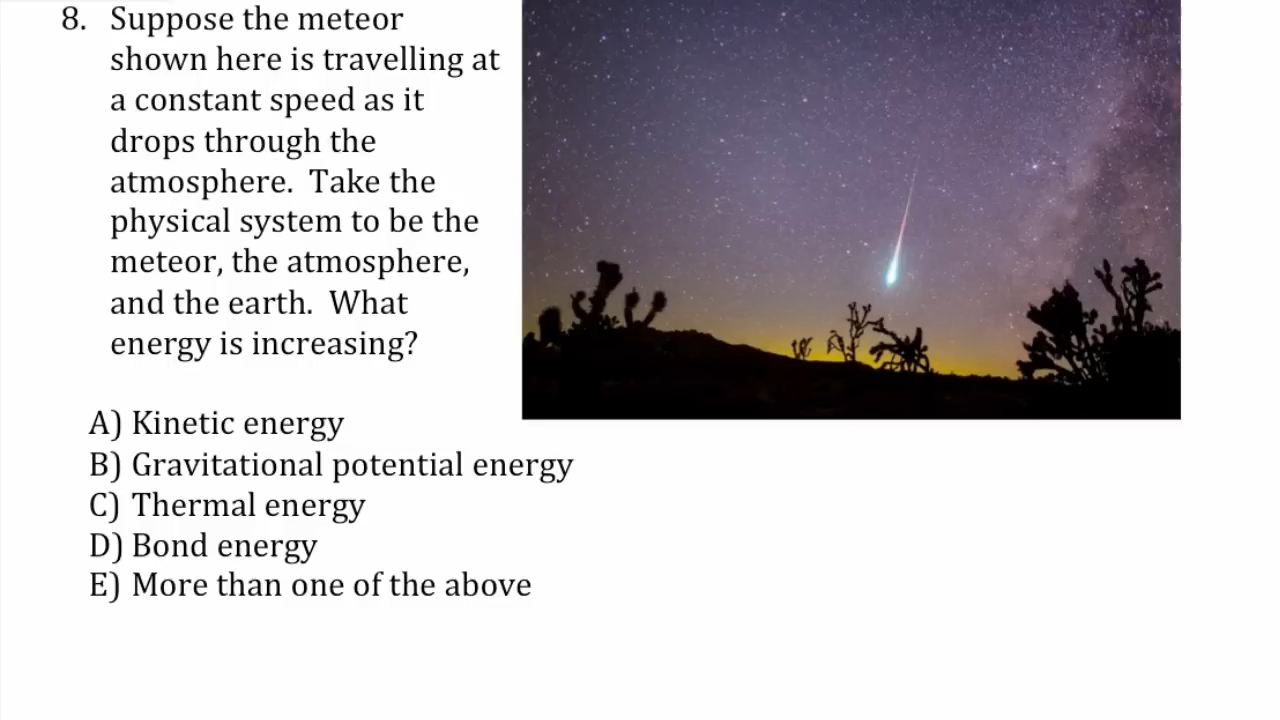 8. Suppose the meteor
shown here is travelling at
a constant speed as it
drops through the
atmosphere. Take the
physical system to be the
meteor, the atmosphere,
and the earth. What
energy is increasing?
A) Kinetic energy
B) Gravitational potential energy
C) Thermal energy
D) Bond energy
E) More than one of the above